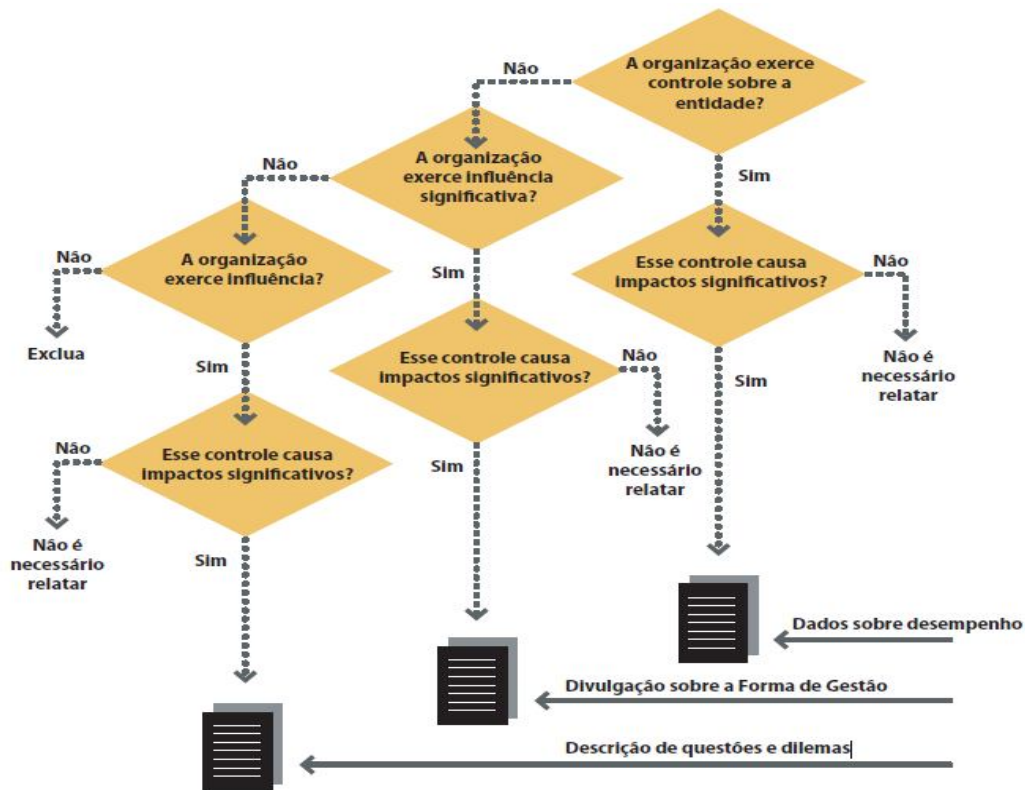 A organização exerce
controle sobre a
entidade?
Não
Sim
A organização
exerce influência
significativa?
Não
Sim
Esse controle causa
impactos significativos?
Não
Não é
necessário
relatar
Sim
A organização
exerce influência?
Não
Exclua
Sim
Esse controle causa
impactos significativos?
Não
Não é
necessário
relatar
Sim
Esse controle causa
impactos significativos?
Não
Não é
necessário
relatar
Sim
Dados sobre desempenho
Divulgação sobre a Forma de Gestão
Descrição de questões e dilemas